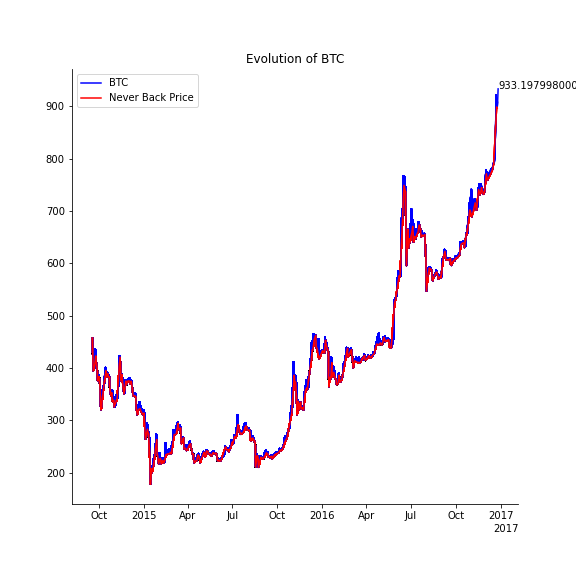 Evolution of BTC
BTC
Never Back Price
933.197998000
900
800
700
600
500
400
300
200
Oct 2015 Apr Jul Oct 2016 Apr Jul Oct 2017
2017